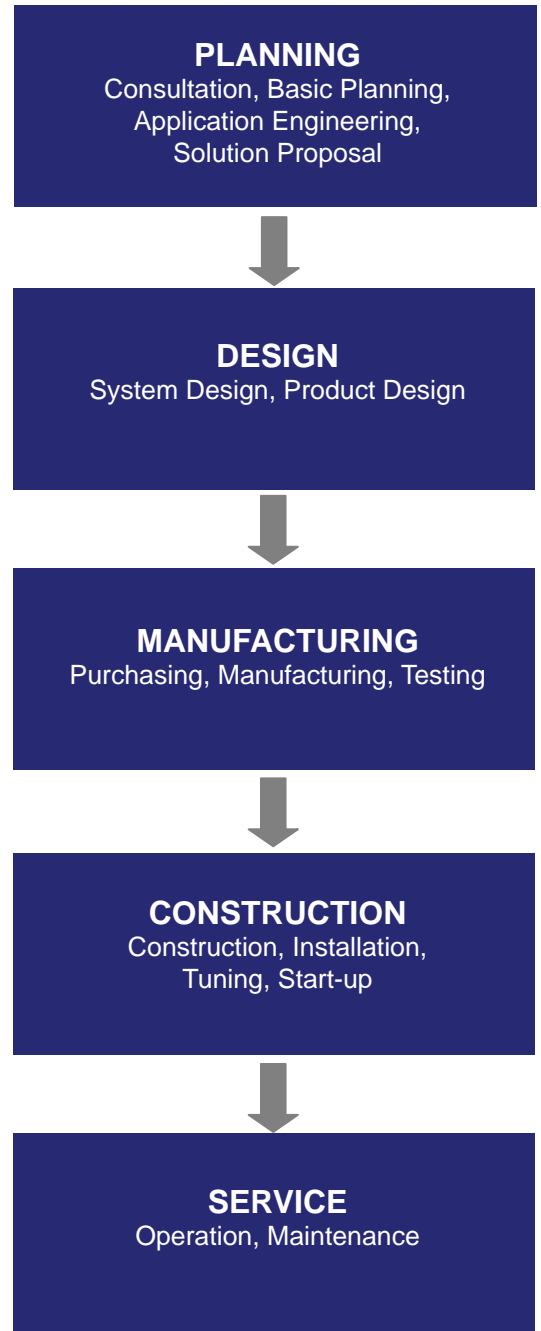 PLANNING
Consultation, Basic Planning,
Application Engineering,
Solution Proposal
DESIGN
System Design, Product Design
MANUFACTURING
Purchasing, Manufacturing, Testing
CONSTRUCTION
Construction, Installation,
Tuning, Start-up
SERVICE
Operation, Maintenance